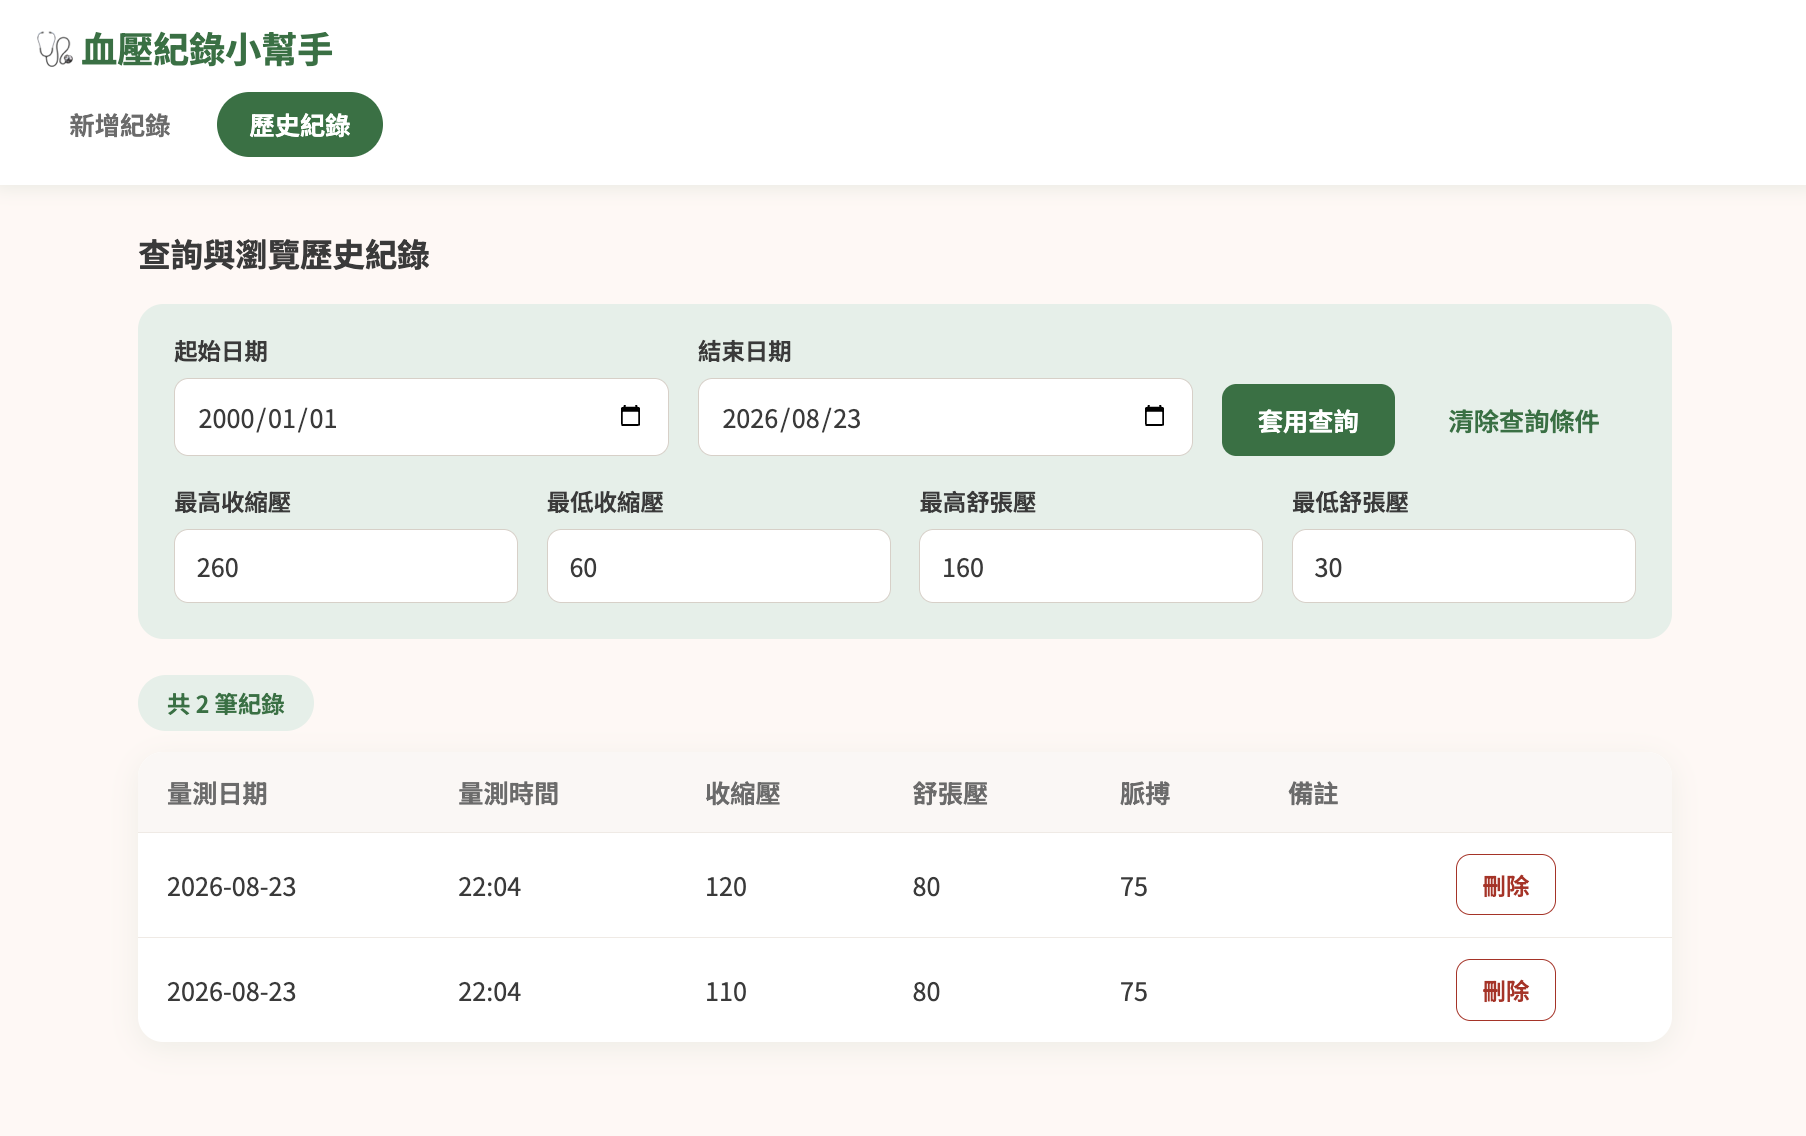 血壓紀錄小幫手
新增紀錄 歷史紀錄
查詢與瀏覽歷史紀錄
起始日期 結束日期
2000/01/01 2026/08/23 套用查詢 清除查詢條件
最高收縮壓 最低收縮壓 最高舒張壓 最低舒張壓
260 60 160 30
共 2 筆紀錄
量測日期 量測時間 收縮壓 舒張壓 脈搏 備註
2026-08-23 22:04 120 80 75 刪除
2026-08-23 22:04 110 80 75 刪除